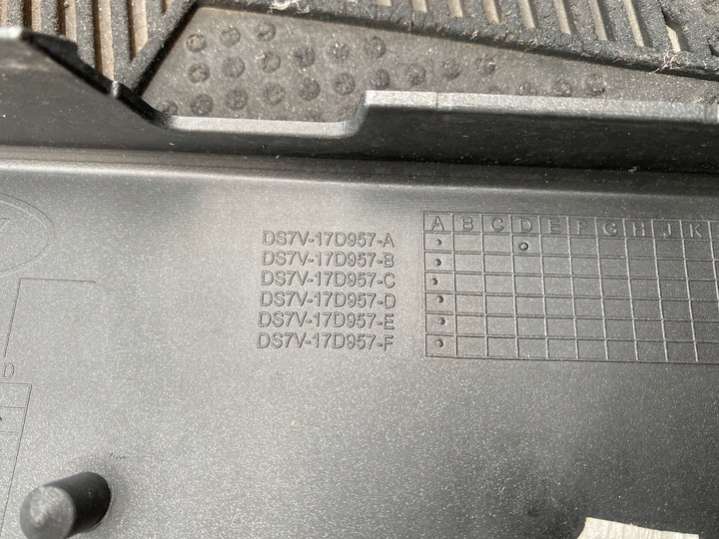 A B C D E F G H J K
DS7V-17D957-A
DS7V-17D957-B
DS7V-17D957-C
DS7V-17D957-D
DS7V-17D957-E
DS7V-17D957-F
D